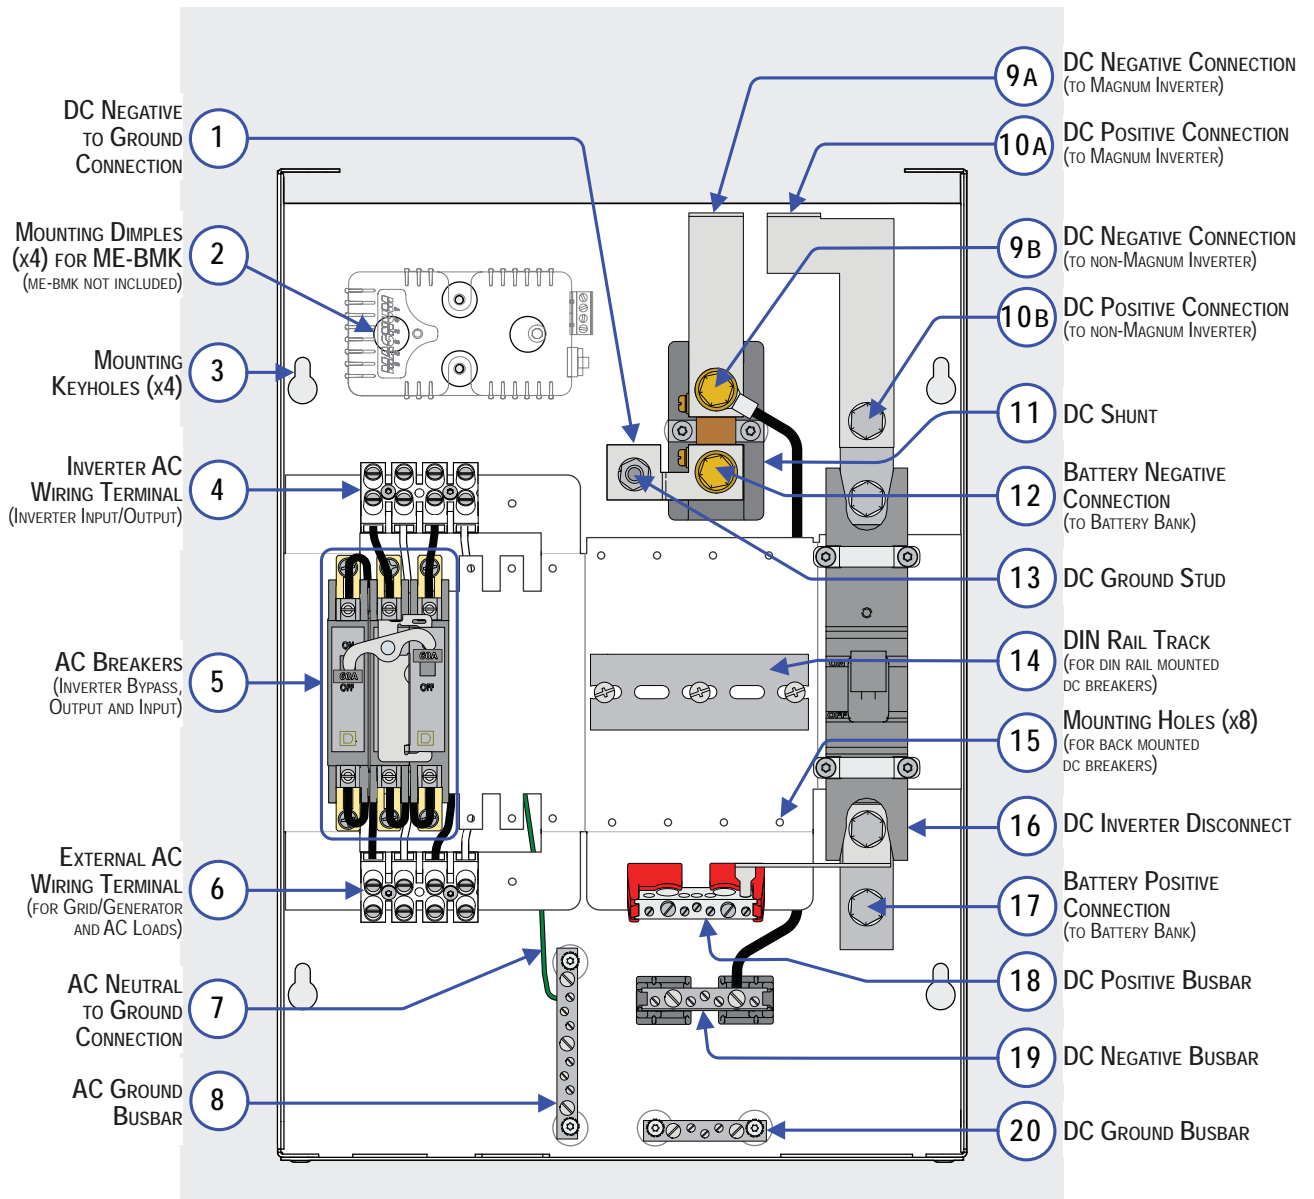 DC Negative
to Ground
Connection
1
Mounting Dimples
(x4) for ME-BMK
(me-bmk not included)
2
Mounting
Keyholes (x4)
3
Inverter AC
Wiring Terminal
(Inverter Input/Output)
4
AC Breakers
(Inverter Bypass,
Output and Input)
5
External AC
Wiring Terminal
(for Grid/Generator
and AC Loads)
6
AC Neutral
to Ground
Connection
7
AC Ground
Busbar
8
ON
60A
OFF
60A
OFF
ON
OFF
9A
DC Negative Connection
(to Magnum Inverter)
10A
DC Positive Connection
(to Magnum Inverter)
9B
DC Negative Connection
(to non-Magnum Inverter)
10B
DC Positive Connection
(to non-Magnum Inverter)
11
DC Shunt
12
Battery Negative
Connection
(to Battery Bank)
13
DC Ground Stud
14
DIN Rail Track
(for din rail mounted
dc breakers)
15
Mounting Holes (x8)
(for back mounted
dc breakers)
16
DC Inverter Disconnect
17
Battery Positive
Connection
(to Battery Bank)
18
DC Positive Busbar
19
DC Negative Busbar
20
DC Ground Busbar